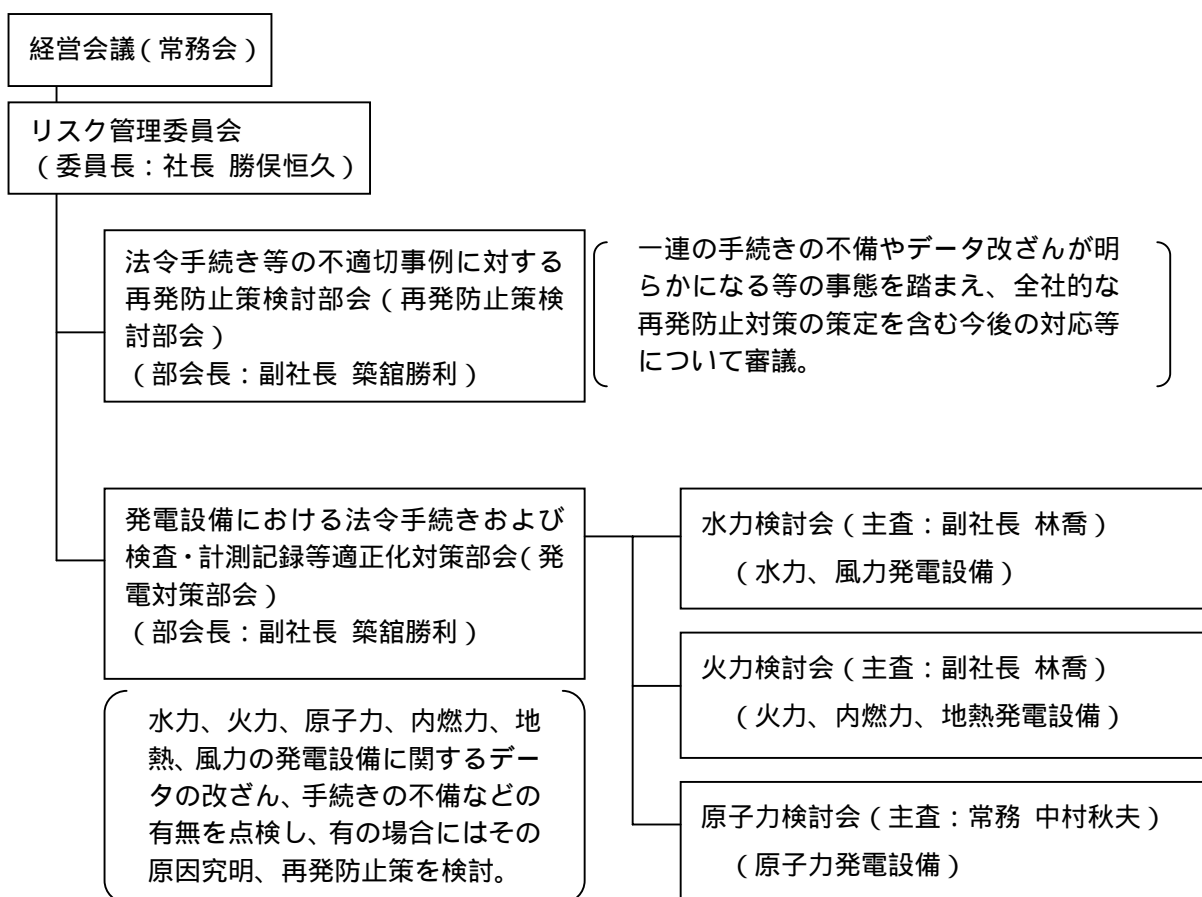 経営会議(常務会)
リスク管理委員会
(委員長:社長 勝俣恒久)
法令手続き等の不適切事例に対する
再発防止策検討部会(再発防止策検
討部会)
(部会長:副社長 築舘勝利)
一連の手続きの不備やデータ改ざんが明
らかになる等の事態を踏まえ、全社的な
再発防止対策の策定を含む今後の対応等
について審議。
発電設備における法令手続きおよび
検査・計測記録等適正化対策部会(発
電対策部会)
(部会長:副社長 築舘勝利)
水力、火力、原子力、内燃力、地
熱、風力の発電設備に関するデー
タの改ざん、手続きの不備などの
有無を点検し、有の場合にはその
原因究明、再発防止策を検討。
水力検討会(主査:副社長 林喬)
(水力、風力発電設備)
火力検討会(主査:副社長 林喬)
(火力、内燃力、地熱発電設備)
原子力検討会(主査:常務 中村秋夫)
(原子力発電設備)